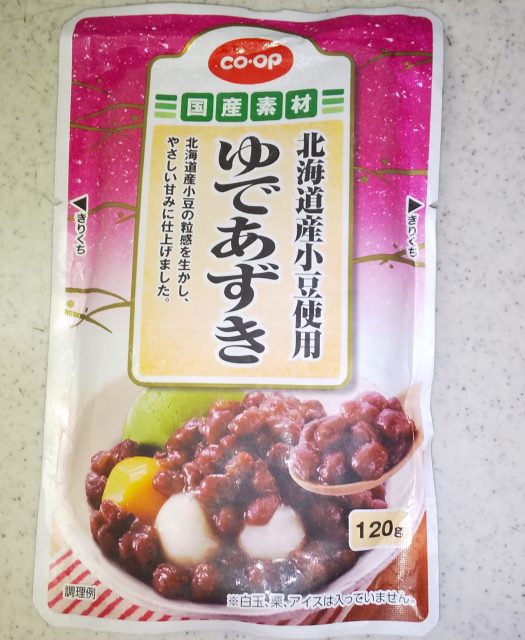 co·op
国産素材
北海道産小豆使用
ゆであずき
北海道産小豆の粒感を生かし、
やさしい甘みに仕上げました。
きりくち
きりくち
120g
調理例
※白玉、栗、アイスは入っていません。